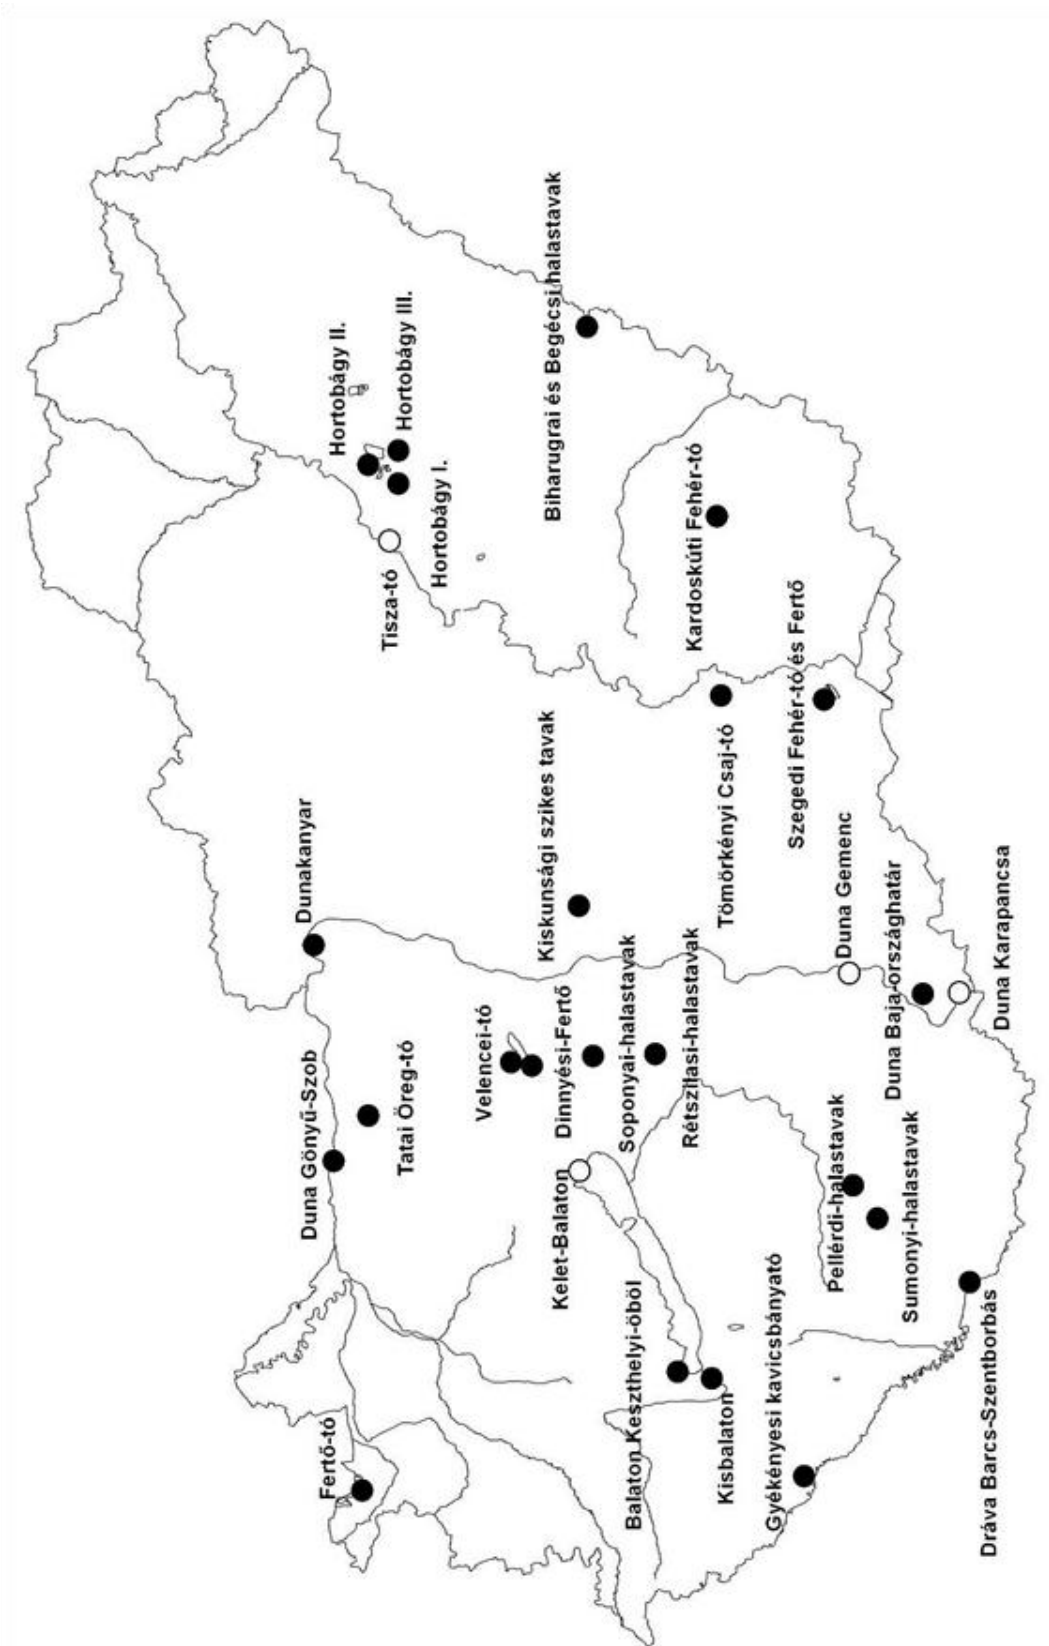 Fertő-tó
Duna Gönyű-Szob
Tatai Öreg-tó
Dunakanyar
Velencei-tó
Dinnyési-Fertő
Soponyai-halastavak
Rétszilasi-halastavak
Kelet-Balaton
Balaton Keszthelyi-öböl
Kisbalaton
Gyékényesi kavicsbányató
Dráva Barcs-Szentborbás
Pellérdi-halastavak
Sumonyi-halastavak
Duna Baja-országhatár
Duna Karapancsa
Duna Gemenc
Kiskunsági szikes tavak
Tömörkényi Csaj-tó
Szegedi Fehér-tó és Fertő
Kardoskúti Fehér-tó
Tisza-tó
Hortobágy I.
Hortobágy II.
Hortobágy III.
Biharugrai és Begécsi halastavak